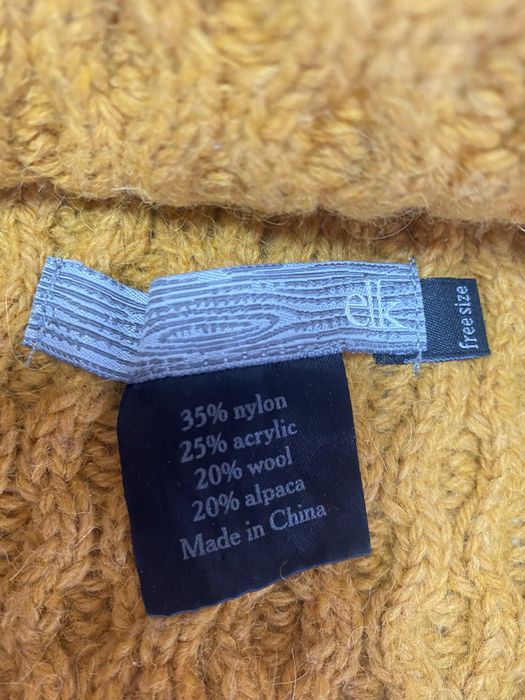 elk
free size
35% nylon
25% acrylic
20% wool
20% alpaca
Made in China